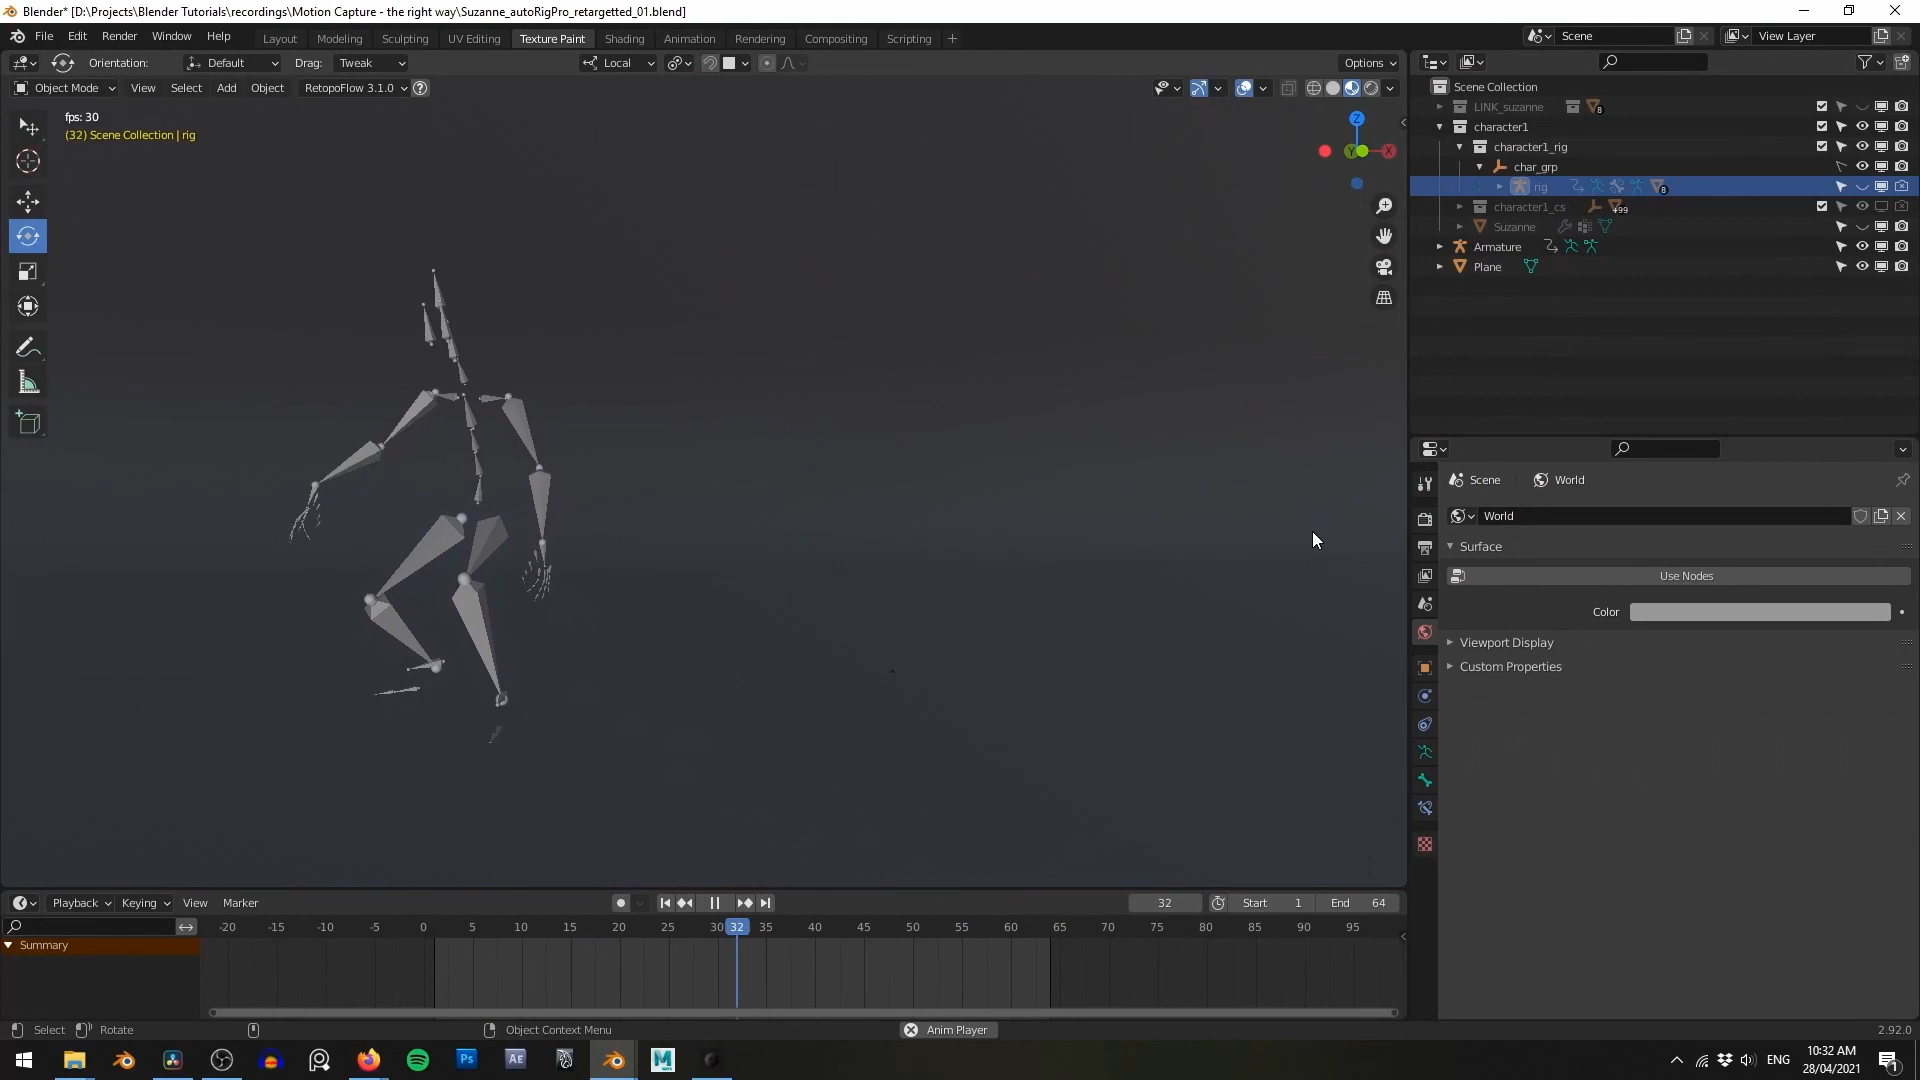 Blender* [D:\Projects\Blender Tutorials\recordings\Motion Capture - the right way\Suzanne_autoRigPro_retargetted_01.blend]
File Edit Render Window Help Layout Modeling Sculpting UV Editing Texture Paint Shading Animation Rendering Compositing Scripting Scene View Layer
Orientation: Default Drag: Tweak Local Options
Object Mode View Select Add Object RetopoFlow 3.1.0
fps: 30
(32) Scene Collection | rig
Z
Y
X
Scene Collection
LINK_suzanne 8
character1
character1_rig
char_grp
rig 8
character1_cs +99
Suzanne
Armature
Plane
Scene World
World
Surface
Use Nodes
Color
Viewport Display
Custom Properties
Playback Keying View Marker 32 Start 1 End 64
-20 -15 -10 -5 0 5 10 15 20 25 30 32 35 40 45 50 55 60 65 70 75 80 85 90 95
Summary
Select Rotate Object Context Menu Anim Player 2.92.0
Ps Ae M ENG 10:32 AM
28/04/2021 1